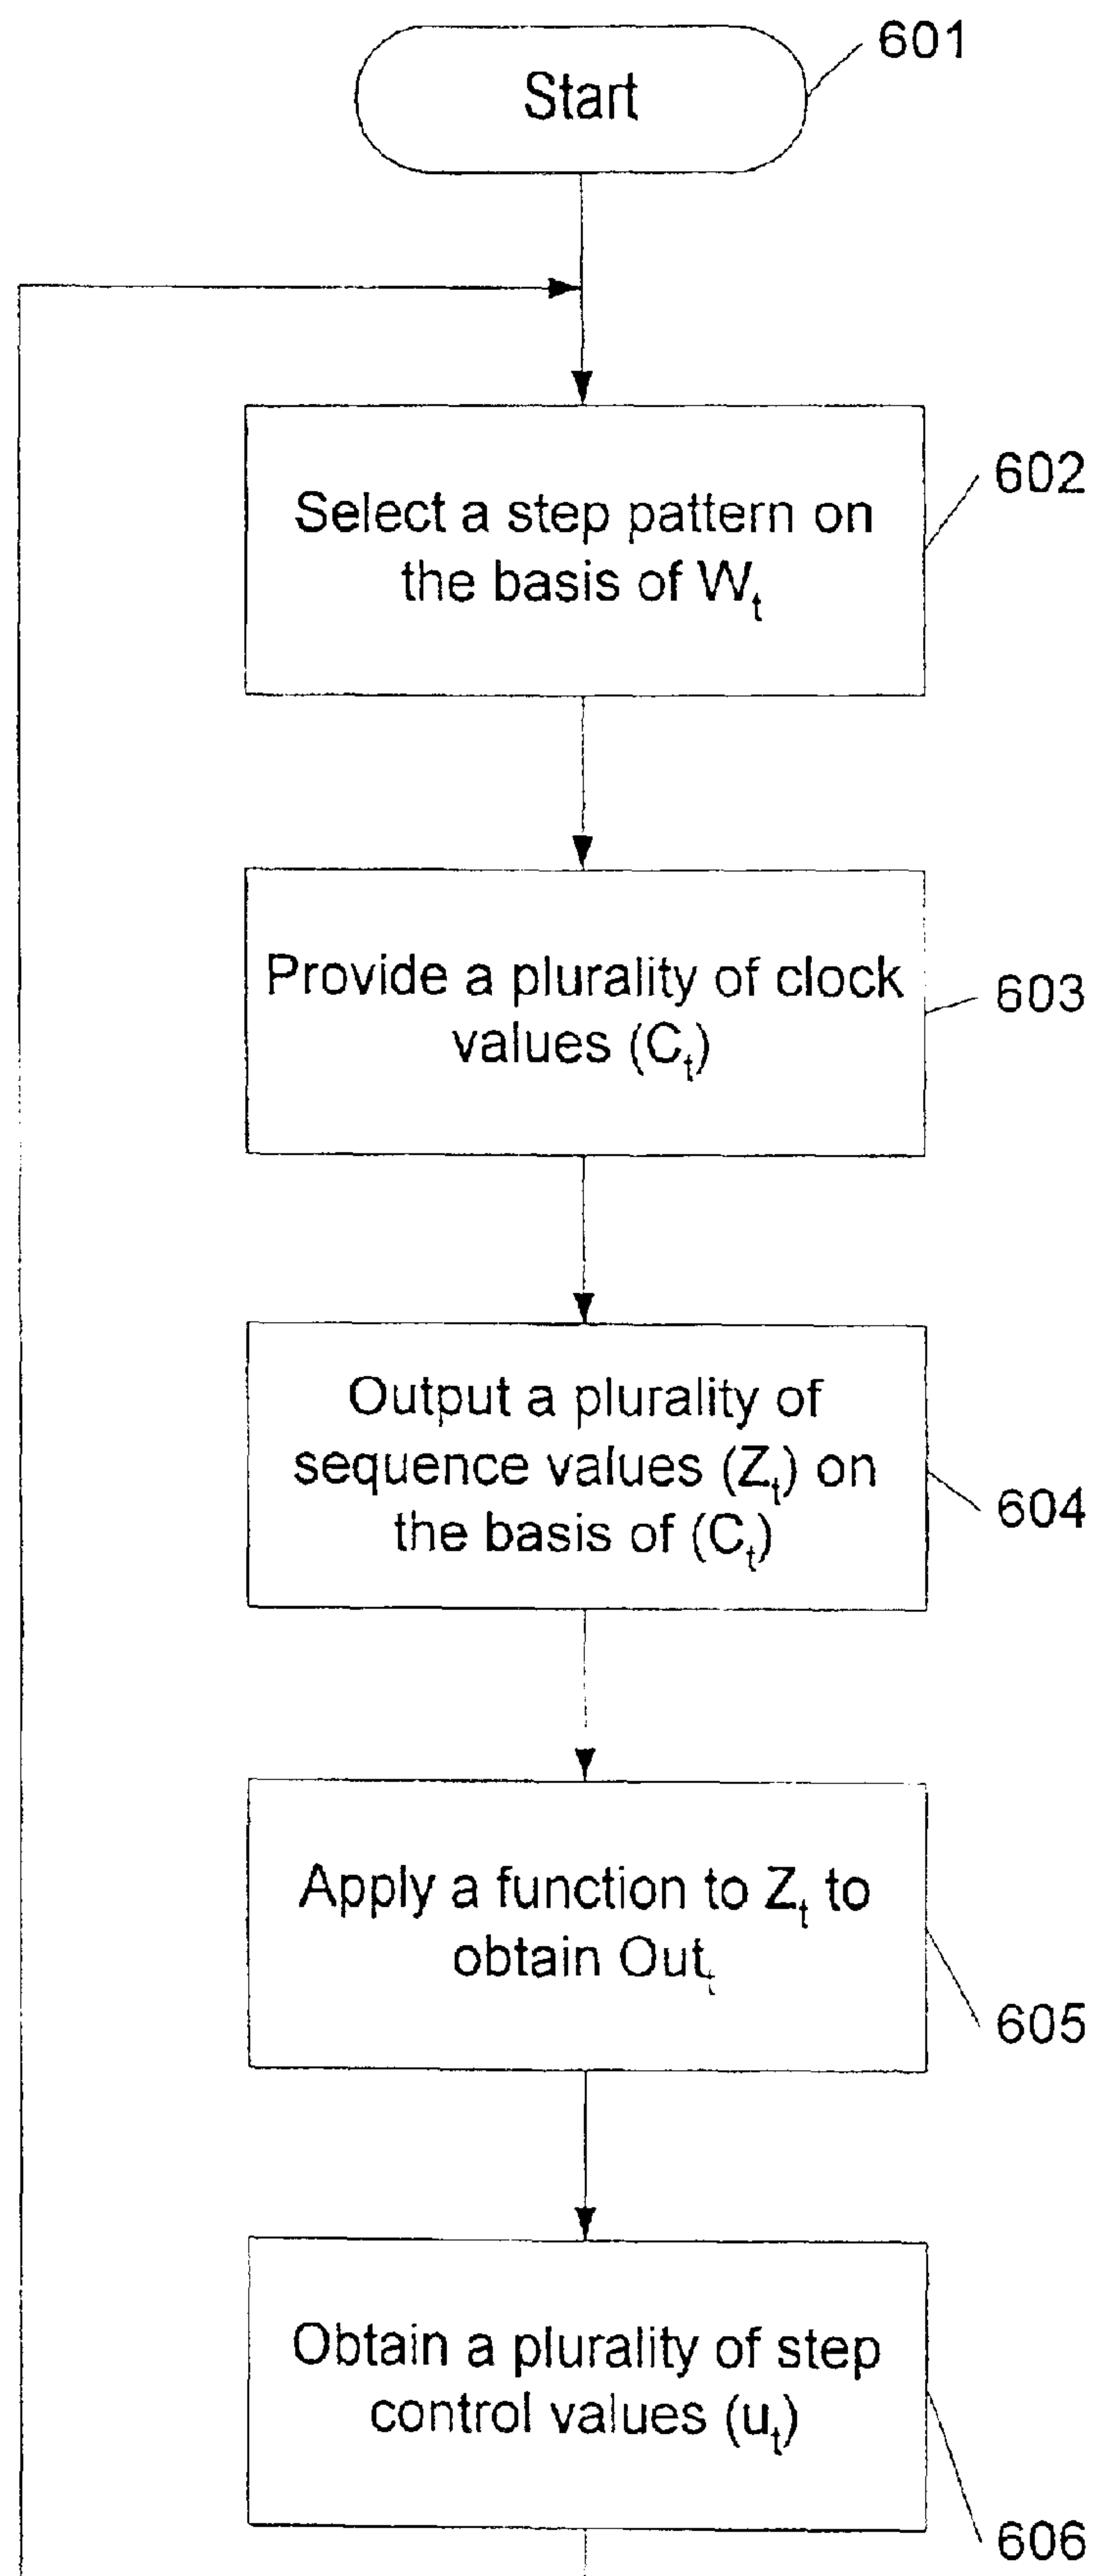 601
Start
602
Select a step pattern on
the basis of Wₜ
603
Provide a plurality of clock
values (Cₜ)
604
Output a plurality of
sequence values (Zₜ) on
the basis of (Cₜ)
605
Apply a function to Zₜ to
obtain Outₜ
606
Obtain a plurality of step
control values (uₜ)